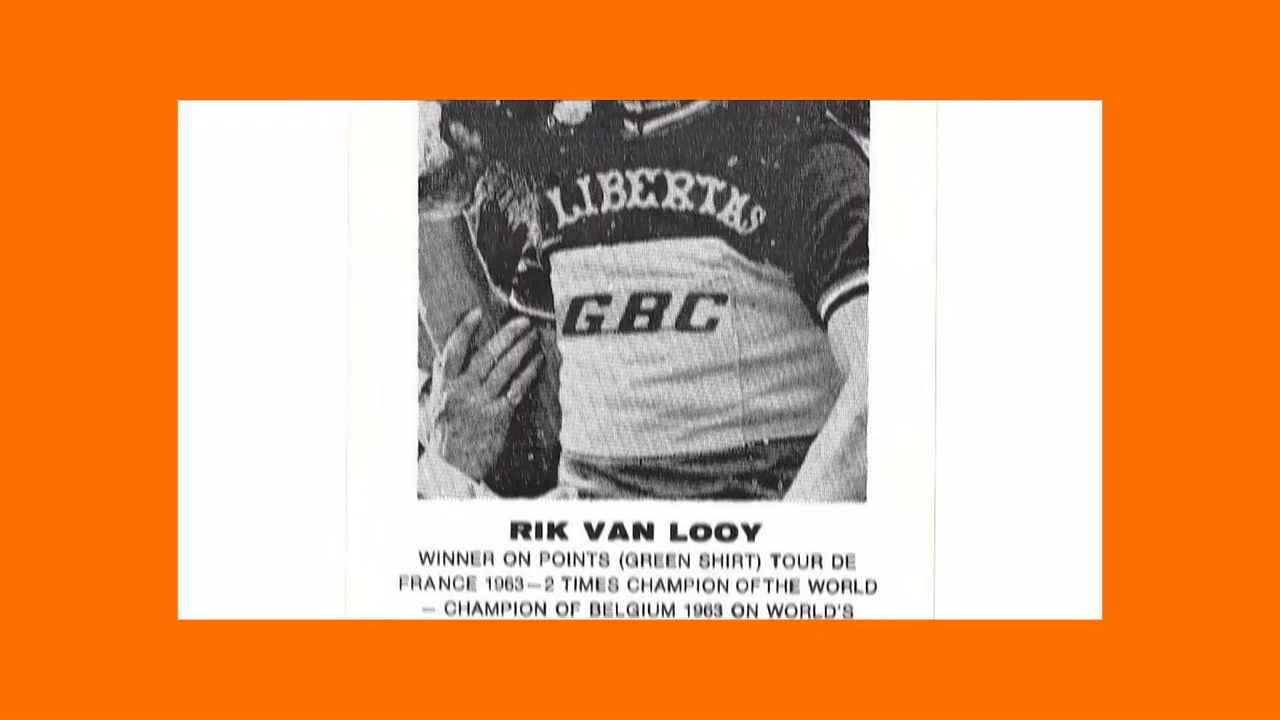 LIBERTAS
GBC
RIK VAN LOOY
WINNER ON POINTS (GREEN SHIRT) TOUR DE
FRANCE 1963—2 TIMES CHAMPION OF THE WORLD
— CHAMPION OF BELGIUM 1963 ON WORLD'S